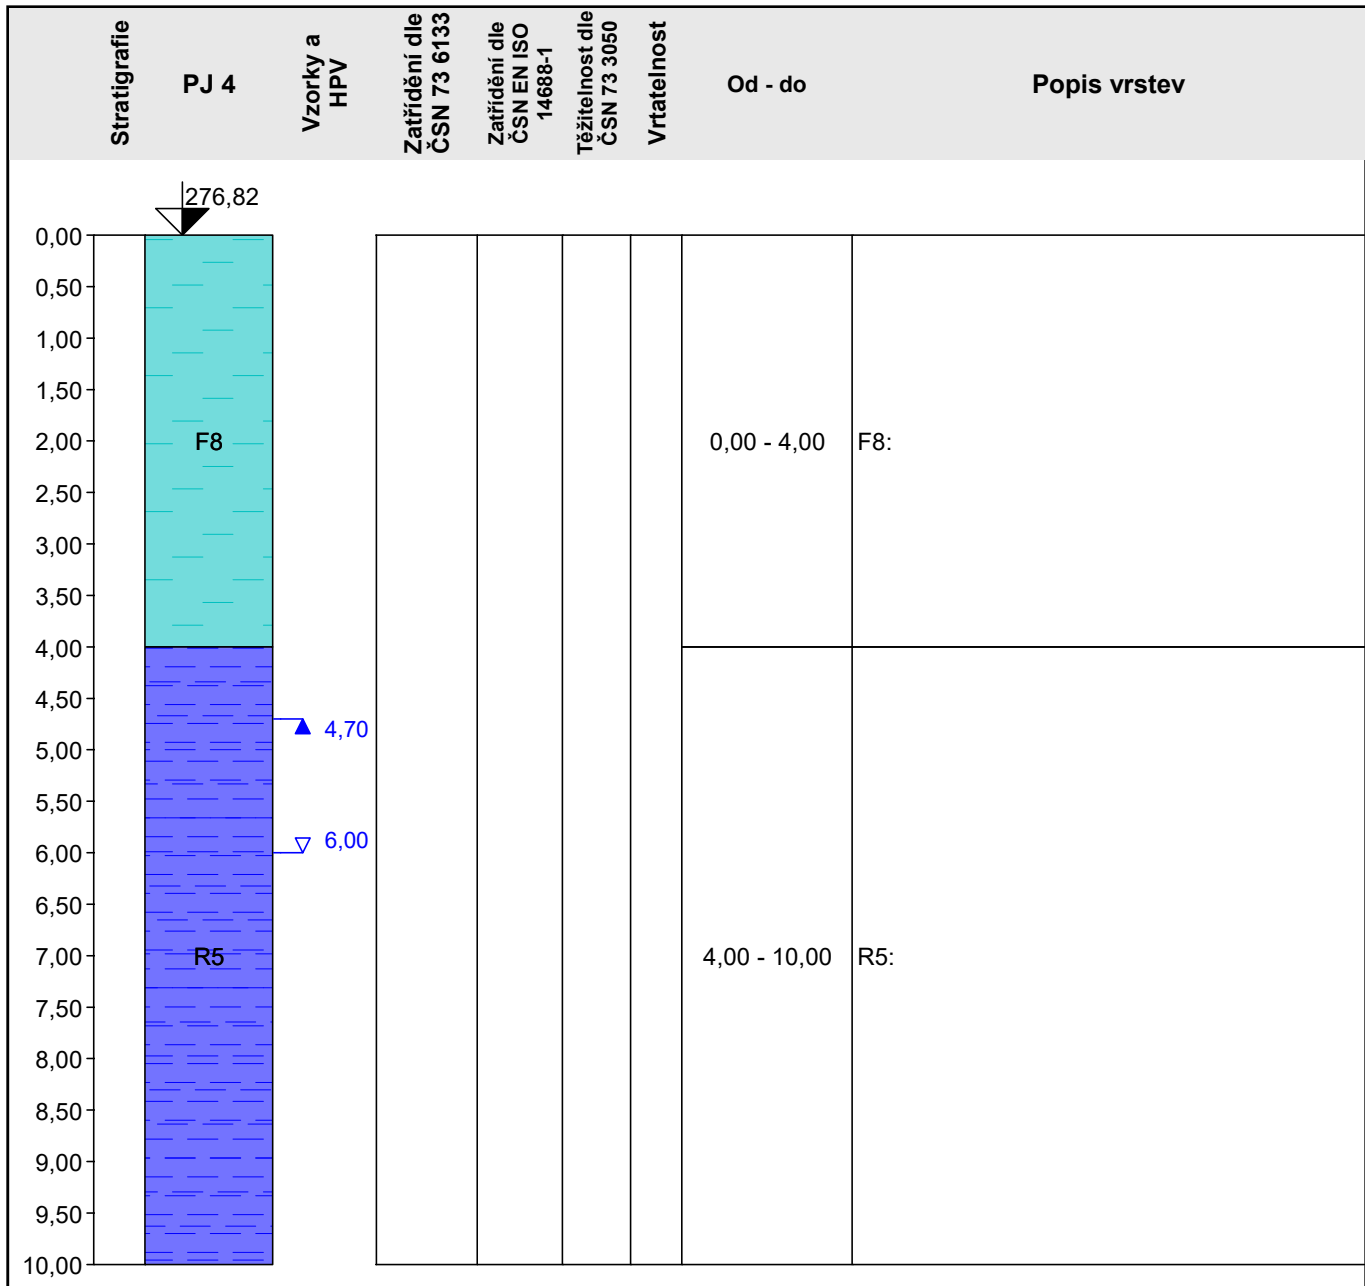 Stratigrafie
PJ 4
Vzorky a
HPV
Zatřídění dle
ČSN 73 6133
Zatřídění dle
ČSN EN ISO
14688-1
Těžitelnost dle
ČSN 73 3050
Vrtatelnost
Od - do
Popis vrstev
276,82
0,00
0,50
1,00
1,50
2,00
F8
0,00 - 4,00
F8:
2,50
3,00
3,50
4,00
4,50
4,70
5,00
5,50
6,00
6,00
6,50
7,00
R5
4,00 - 10,00
R5:
7,50
8,00
8,50
9,00
9,50
10,00